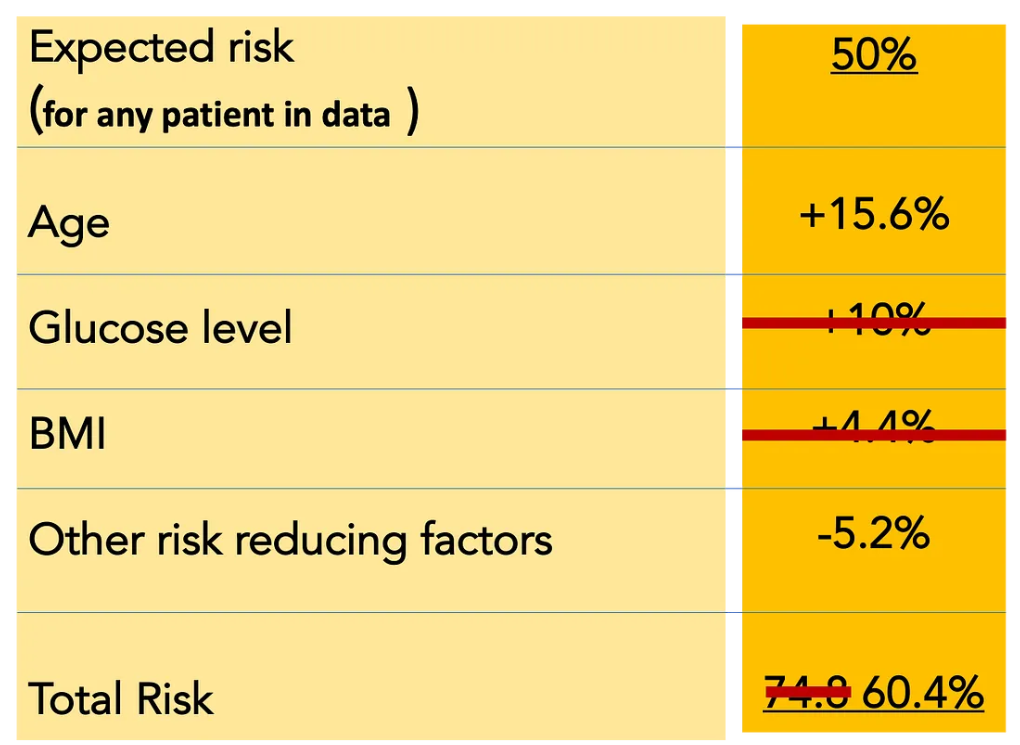 Expected risk
(for any patient in data )
50%
Age
+15.6%
Glucose level
+10%
BMI
+4.4%
Other risk reducing factors
-5.2%
Total Risk
74.8 60.4%